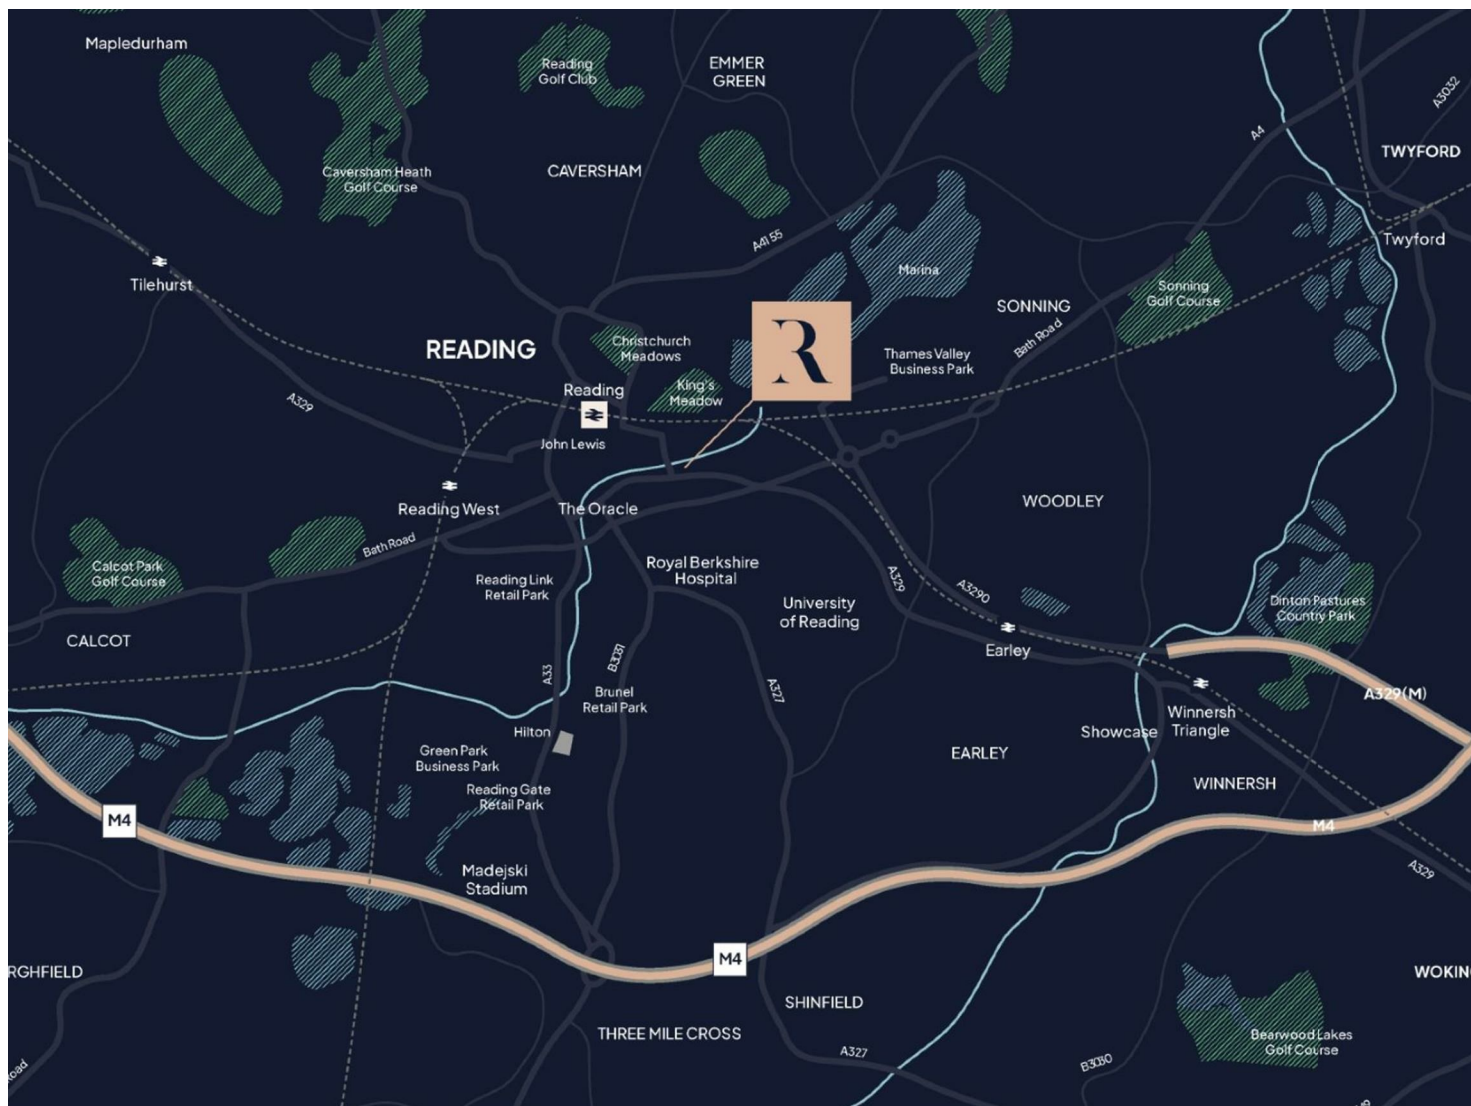 Mapledurham
Reading
Golf Club
EMMER
GREEN
A3032
A4
TWYFORD
Caversham Heath
Golf Course
CAVERSHAM
A4155
Twyford
Marina
Tilehurst
Sonning
Golf Course
SONNING
Bath Road
READING
Christchurch
Meadows
R
Thames Valley
Business Park
Reading
King's
Meadow
A329
John Lewis
Reading West
The Oracle
WOODLEY
Bath Road
Calcot Park
Golf Course
Reading Link
Retail Park
Royal Berkshire
Hospital
A329
A3290
University
of Reading
Dinton Pastures
Country Park
CALCOT
Earley
A33
B3031
A327
Brunel
Retail Park
A329(M)
Hilton
Showcase
Winnersh
Triangle
Green Park
Business Park
EARLEY
WINNERSH
Reading Gate
Retail Park
M4
M4
Madejski
Stadium
A329
M4
RGHFIELD
WOKIN
SHINFIELD
THREE MILE CROSS
Bearwood Lakes
Golf Course
A327
B3030
oad